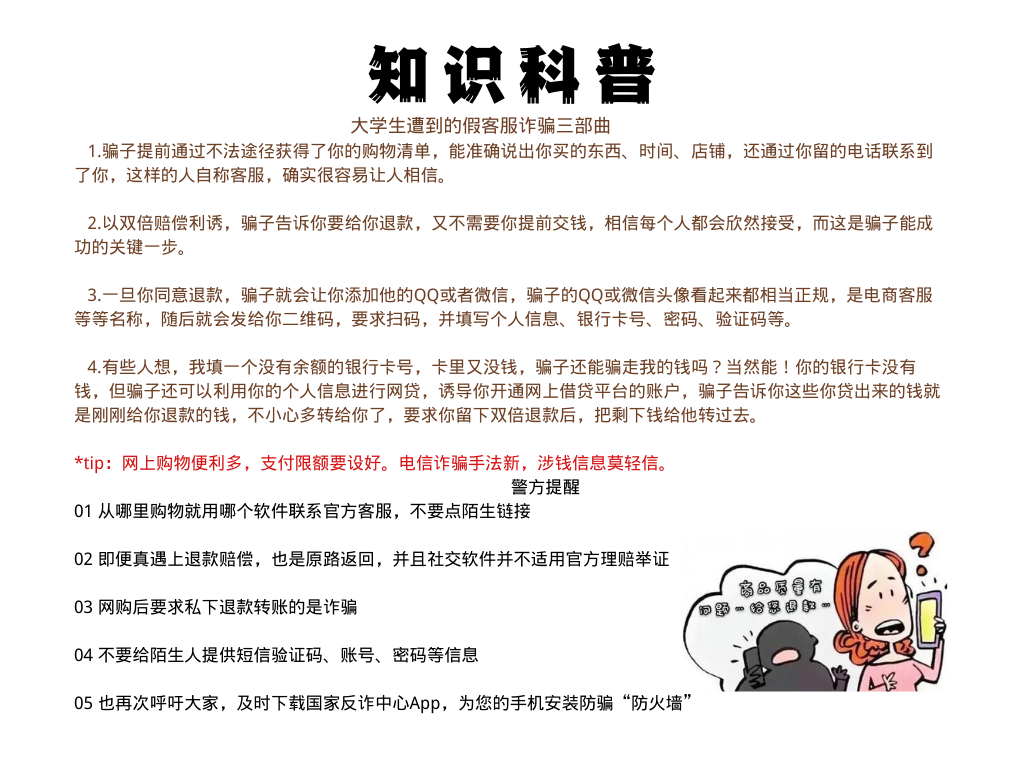 知识科普
大学生遭到的假客服诈骗三部曲
1.骗子提前通过不法途径获得了你的购物清单，能准确说出你买的东西、时间、店铺，还通过你留的电话联系到
了你，这样的人自称客服，确实很容易让人相信。
2.以双倍赔偿利诱，骗子告诉你要给你退款，又不需要你提前交钱，相信每个人都会欣然接受，而这是骗子能成
功的关键一步。
3.一旦你同意退款，骗子就会让你添加他的QQ或者微信，骗子的QQ或微信头像看起来都相当正规，是电商客服
等等名称，随后就会发给你二维码，要求扫码，并填写个人信息、银行卡号、密码、验证码等。
4.有些人想，我填一个没有余额的银行卡号，卡里又没钱，骗子还能骗走我的钱吗？当然能！你的银行卡没有
钱，但骗子还可以利用你的个人信息进行网贷，诱导你开通网上借贷平台的账户，骗子告诉你这些你贷出来的钱就
是刚刚给你退款的钱，不小心多转给你了，要求你留下双倍退款后，把剩下钱给他转过去。
*tip：网上购物便利多，支付限额要设好。电信诈骗手法新，涉钱信息莫轻信。
警方提醒
01 从哪里购物就用哪个软件联系官方客服，不要点陌生链接
02 即便真遇上退款赔偿，也是原路返回，并且社交软件并不适用官方理赔举证
03 网购后要求私下退款转账的是诈骗
04 不要给陌生人提供短信验证码、账号、密码等信息
05 也再次呼吁大家，及时下载国家反诈中心App，为您的手机安装防骗“防火墙”
商品质量有
问题…给您退款…
?